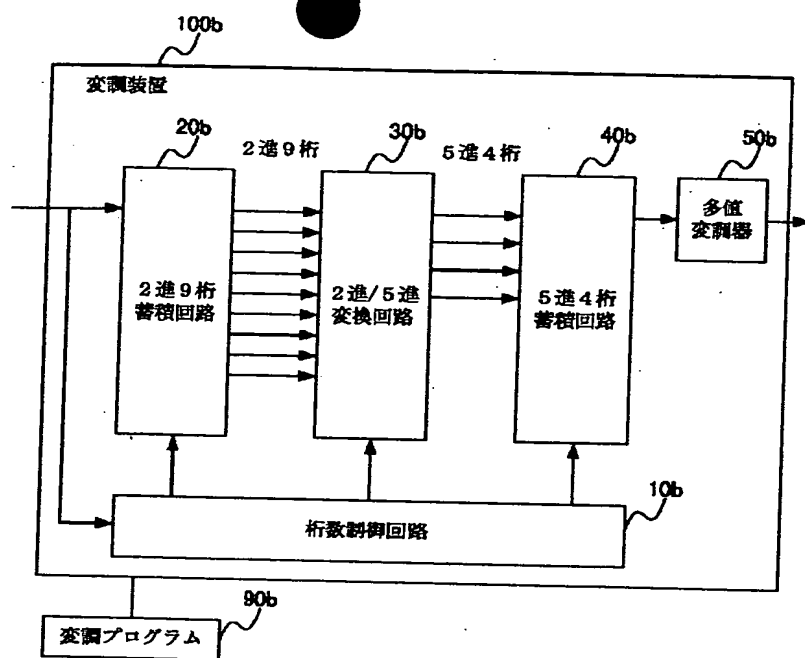 100b
変調装置
20b
2進9桁
30b
5進4桁
40b
50b
2進9桁
蓄積回路
2進/5進
変換回路
5進4桁
蓄積回路
多値
変調器
10b
桁数制御回路
90b
変調プログラム